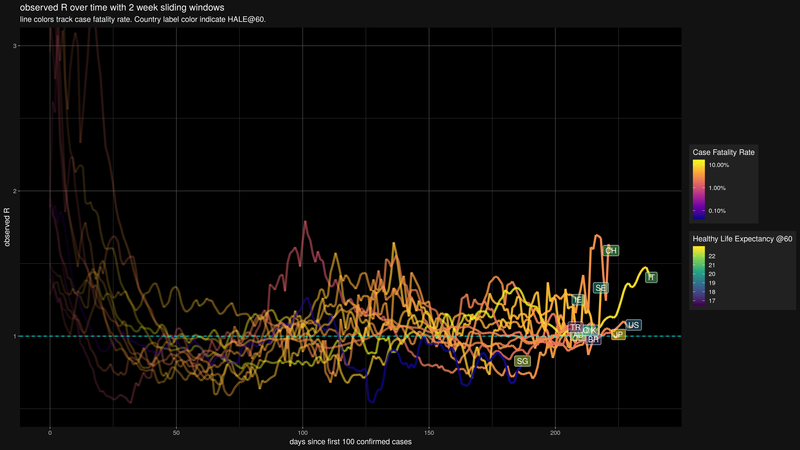 observed R over time with 2 week sliding windows
line colors track case fatality rate. Country label color indicate HALE@60.
observed R
3
2
1
CH
IT
SE
IE
US
TR
BR
JP
SG
0
50
100
150
200
days since first 100 confirmed cases
Case Fatality Rate
10.00%
1.00%
0.10%
Healthy Life Expectancy @60
22
21
20
19
18
17